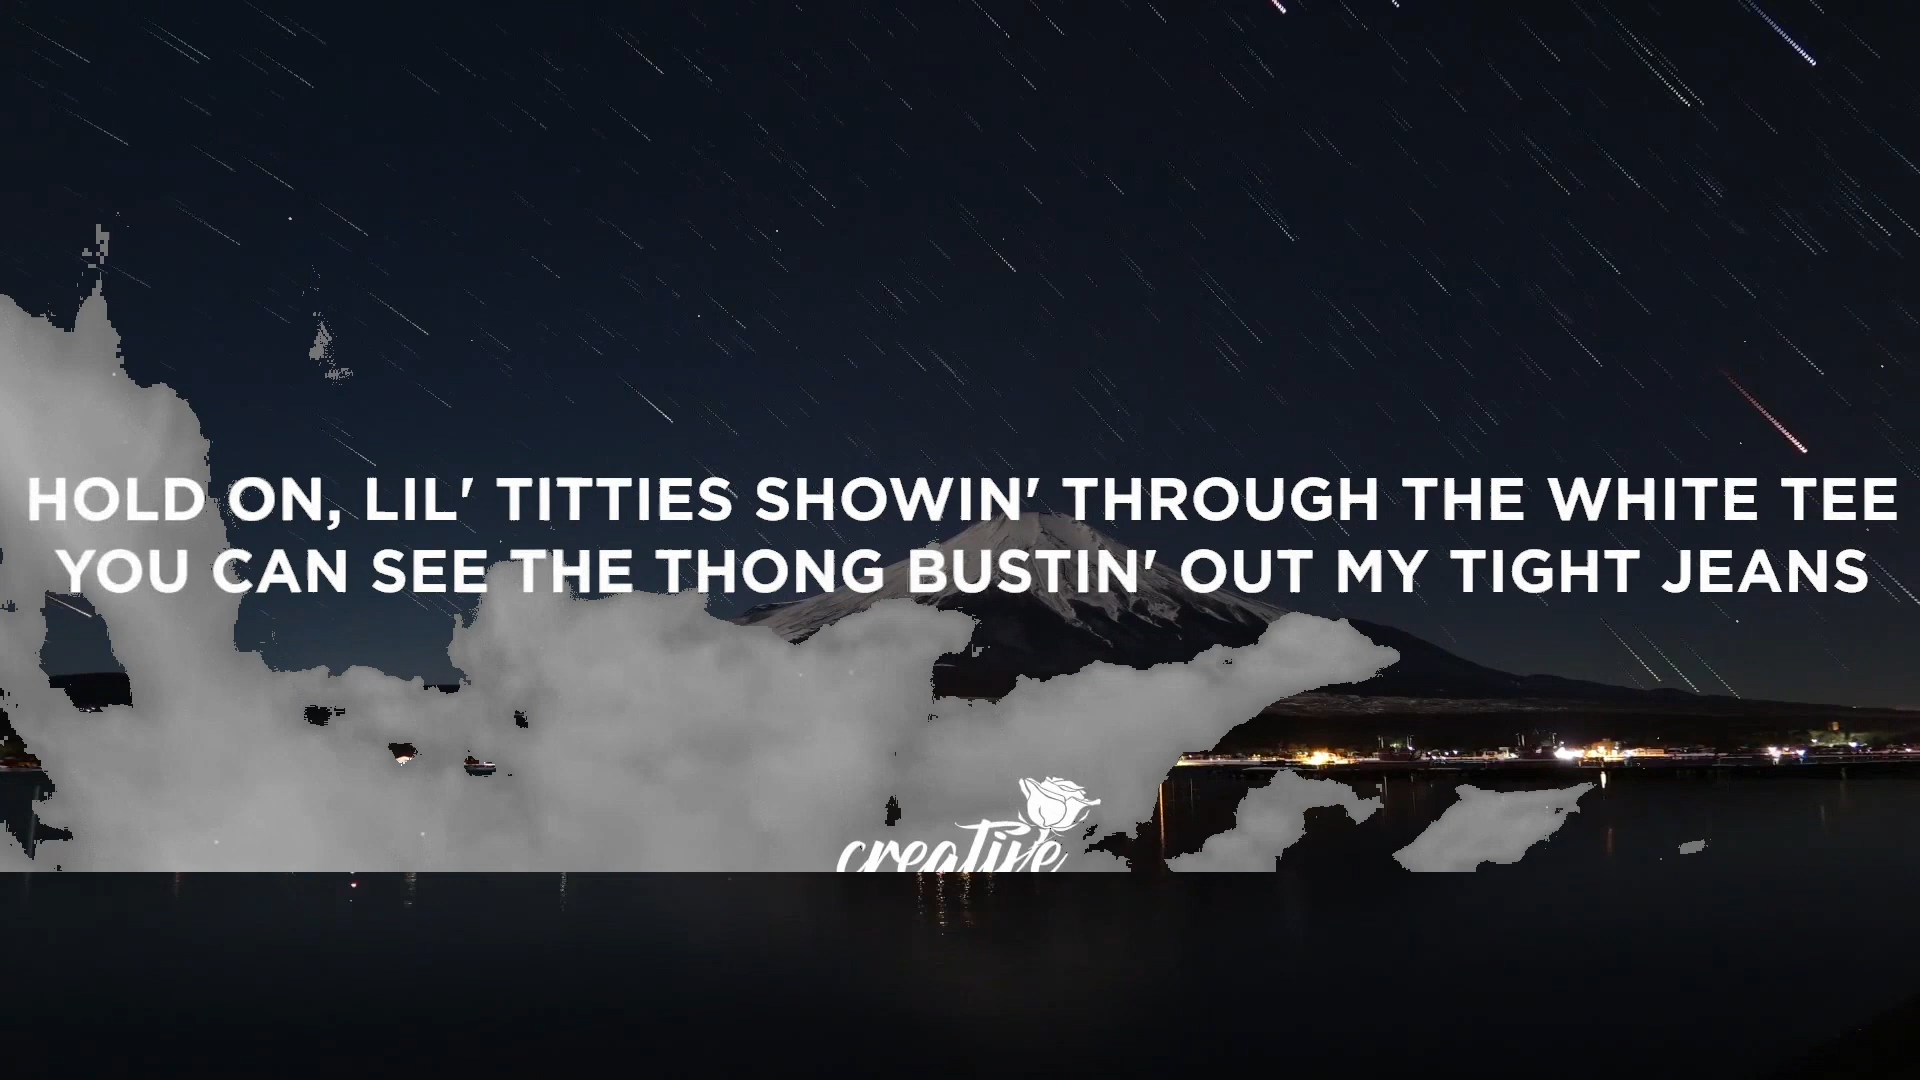 HOLD ON, LIL' TITTIES SHOWIN' THROUGH THE WHITE TEE
YOU CAN SEE THE THONG BUSTIN' OUT MY TIGHT JEANS
creative